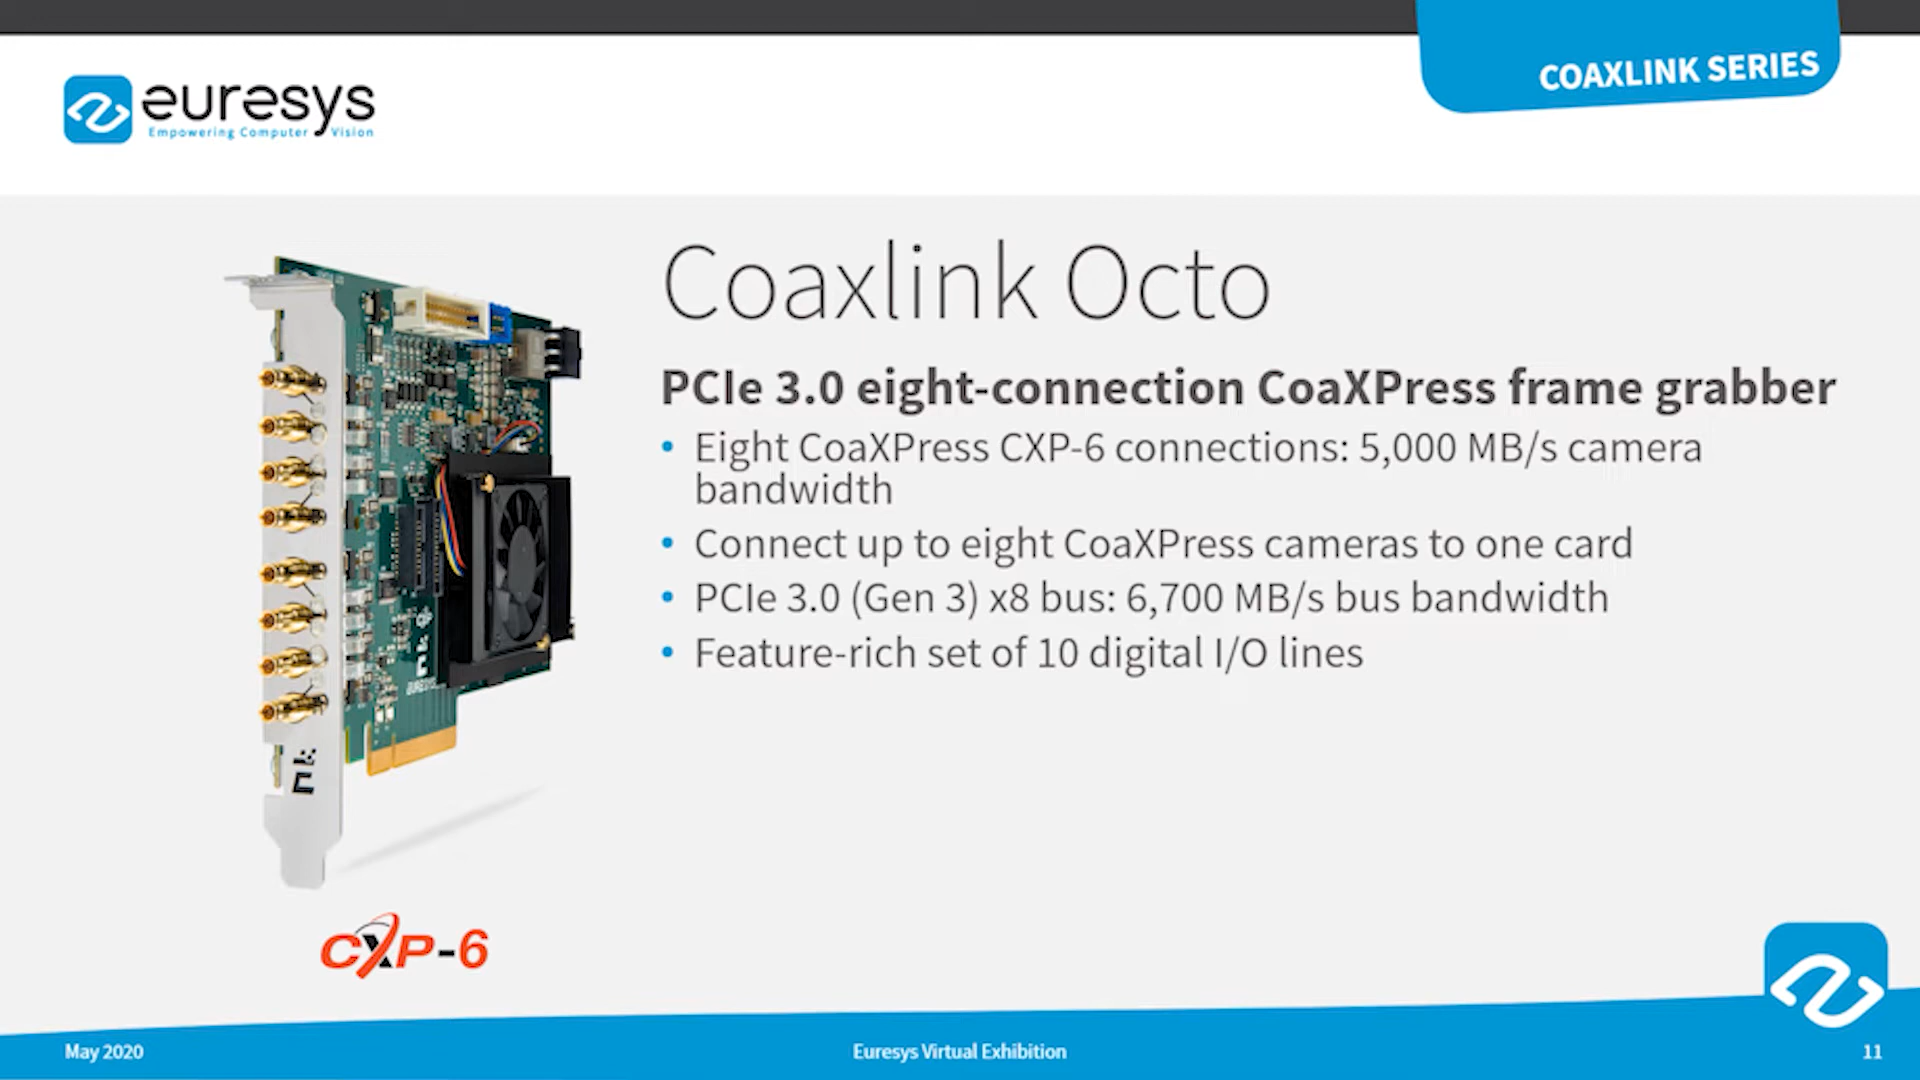 COAXLINK SERIES
euresys
Empowering Computer Vision
Coaxlink Octo
PCIe 3.0 eight-connection CoaXPress frame grabber
• Eight CoaXPress CXP-6 connections: 5,000 MB/s camera
bandwidth
• Connect up to eight CoaXPress cameras to one card
• PCIe 3.0 (Gen 3) x8 bus: 6,700 MB/s bus bandwidth
• Feature-rich set of 10 digital I/O lines
CXP-6
May 2020
Euresys Virtual Exhibition
11